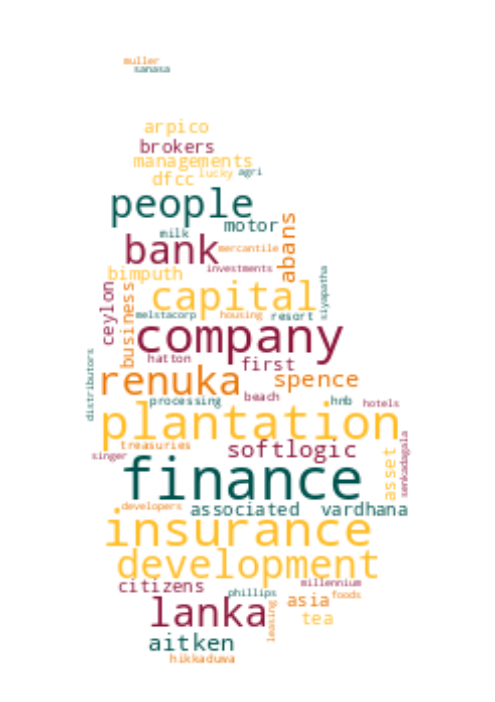 muller
sanasa
arpico
brokers
managements
dfcc lucky agri
people
motor
abans
milk
bank mercantile
investments
bimputh
siyapatha
capital
ceylon
business
melstacorp housing resort
company
hatton
first
distributors
renuka spence
processing beach hnb hotels
plantation
treasuries
softlogic
singer
asset
senkadagala
finance
developers
associated vardhana
insurance
development
citizens millennium
phillips foods
leasing
asia
lanka tea
aitken
hikkaduwa